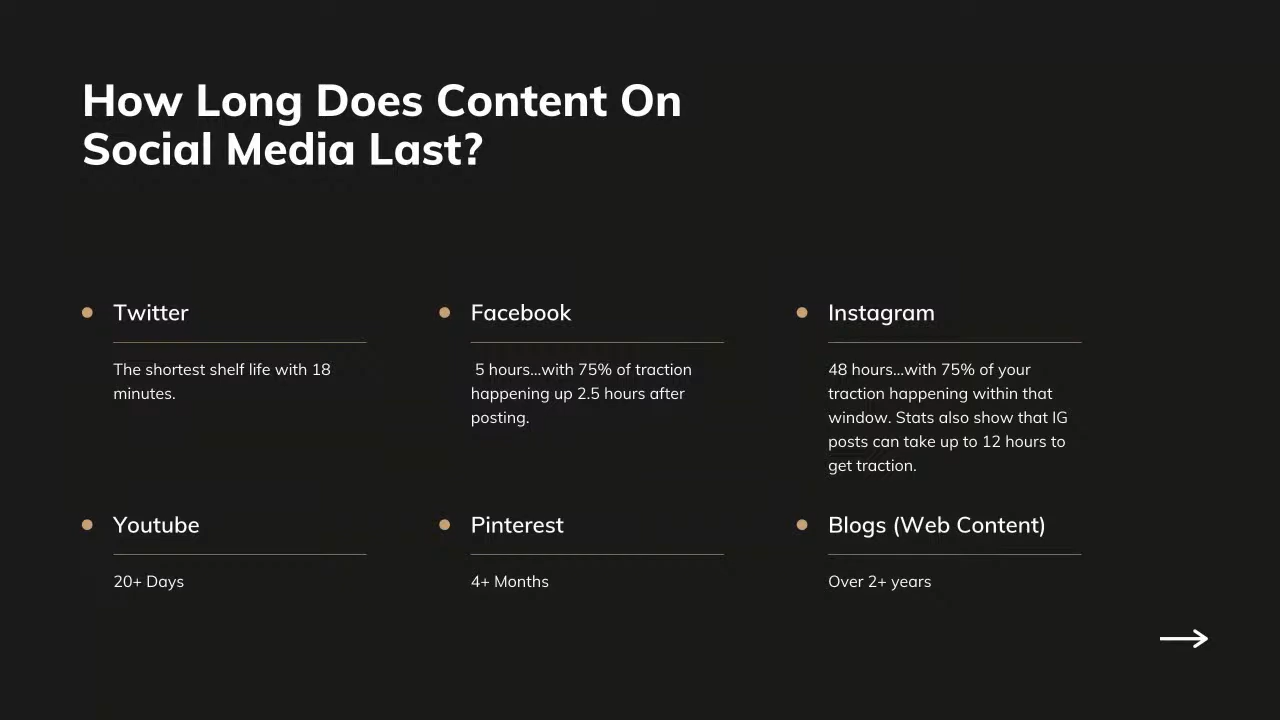 How Long Does Content On
Social Media Last?
Twitter
The shortest shelf life with 18
minutes.
Facebook
5 hours...with 75% of traction
happening up 2.5 hours after
posting.
Instagram
48 hours...with 75% of your
traction happening within that
window. Stats also show that IG
posts can take up to 12 hours to
get traction.
Youtube
20+ Days
Pinterest
4+ Months
Blogs (Web Content)
Over 2+ years